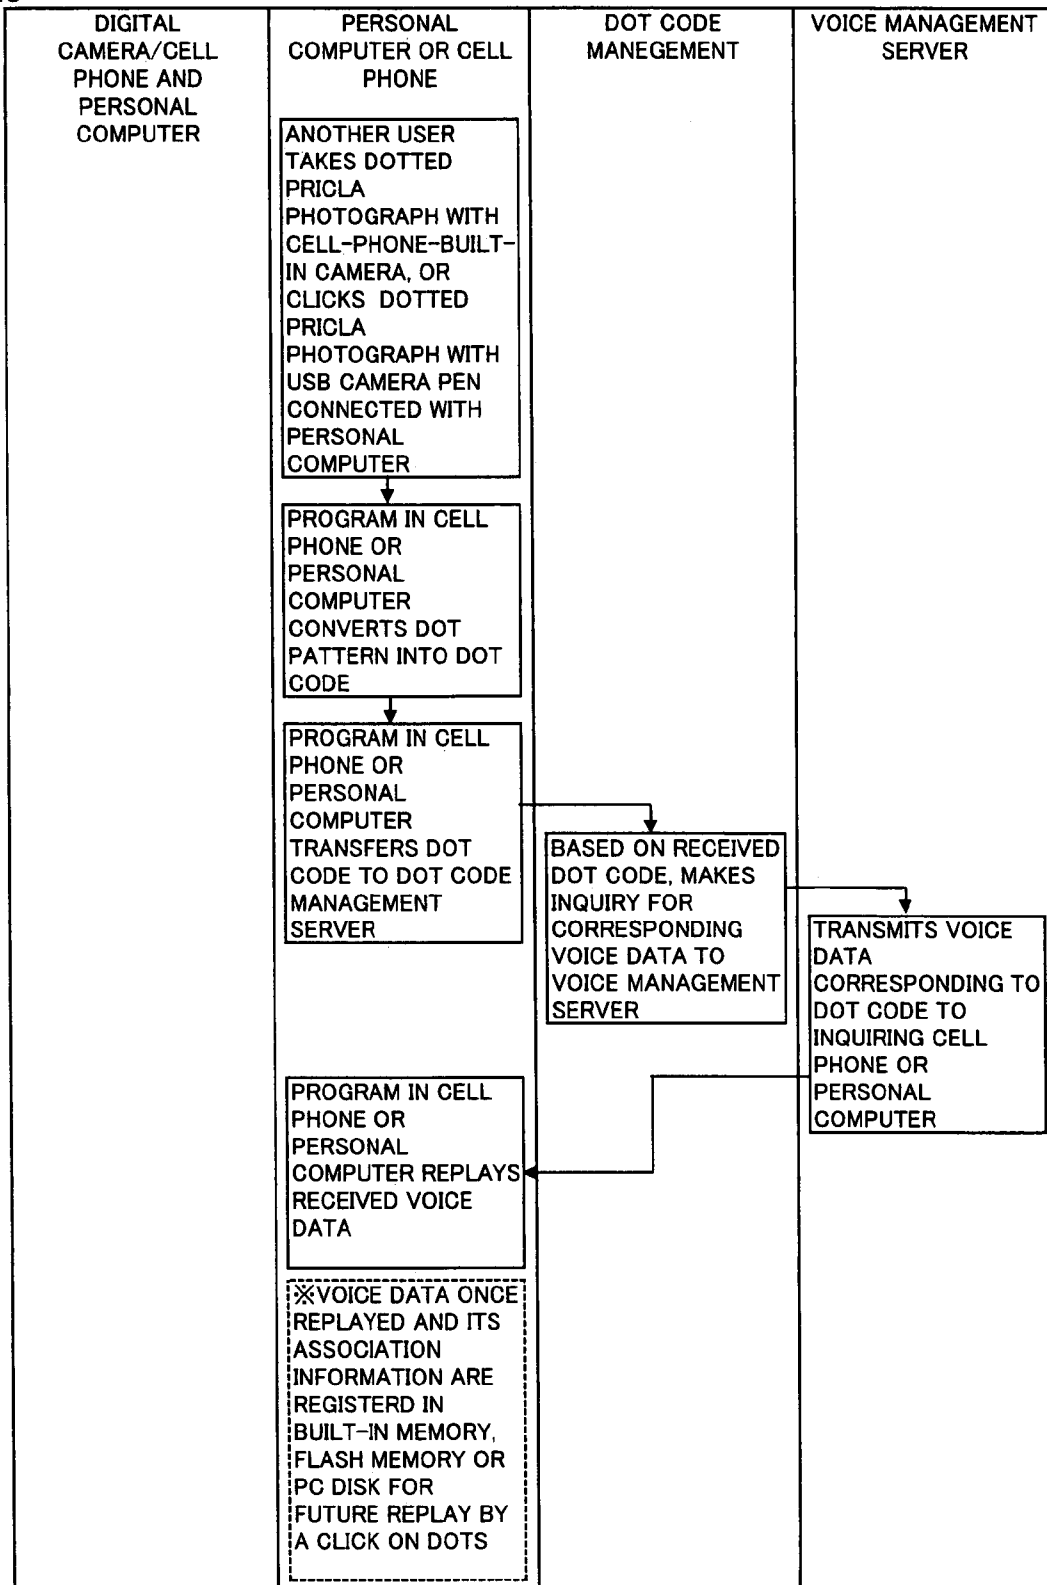 DIGITAL
CAMERA/CELL
PHONE AND
PERSONAL
COMPUTER
PERSONAL
COMPUTER OR CELL
PHONE
DOT CODE
MANEGEMENT
VOICE MANAGEMENT
SERVER
ANOTHER USER
TAKES DOTTED
PRICLA
PHOTOGRAPH WITH
CELL-PHONE-BUILT-
IN CAMERA, OR
CLICKS DOTTED
PRICLA
PHOTOGRAPH WITH
USB CAMERA PEN
CONNECTED WITH
PERSONAL
COMPUTER
PROGRAM IN CELL
PHONE OR
PERSONAL
COMPUTER
CONVERTS DOT
PATTERN INTO DOT
CODE
PROGRAM IN CELL
PHONE OR
PERSONAL
COMPUTER
TRANSFERS DOT
CODE TO DOT CODE
MANAGEMENT
SERVER
BASED ON RECEIVED
DOT CODE, MAKES
INQUIRY FOR
CORRESPONDING
VOICE DATA TO
VOICE MANAGEMENT
SERVER
TRANSMITS VOICE
DATA
CORRESPONDING TO
DOT CODE TO
INQUIRING CELL
PHONE OR
PERSONAL
COMPUTER
PROGRAM IN CELL
PHONE OR
PERSONAL
COMPUTER REPLAYS
RECEIVED VOICE
DATA
※VOICE DATA ONCE
REPLAYED AND ITS
ASSOCIATION
INFORMATION ARE
REGISTERD IN
BUILT-IN MEMORY,
FLASH MEMORY OR
PC DISK FOR
FUTURE REPLAY BY
A CLICK ON DOTS